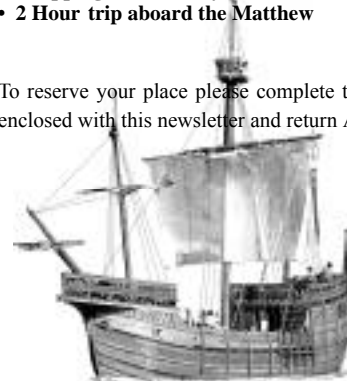 • 2 Hour trip aboard the Matthew
To reserve your place please complete t
enclosed with this newsletter and return A